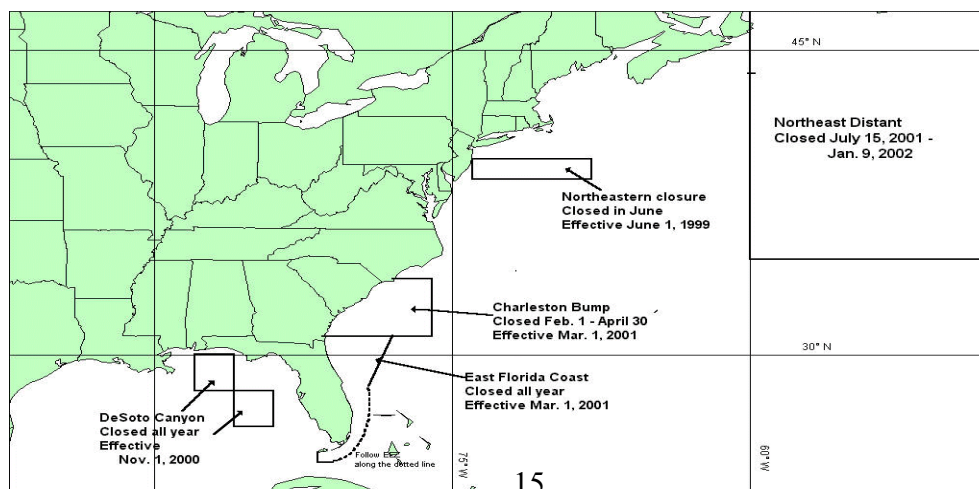 45° N
Northeast Distant
Closed July 15, 2001 -
Jan. 9, 2002
Northeastern closure
Closed in June
Effective June 1, 1999
Charleston Bump
Closed Feb. 1 - April 30
Effective Mar. 1, 2001
30° N
East Florida Coast
Closed all year
Effective Mar. 1, 2001
DeSoto Canyon
Closed all year
Effective
Nov. 1, 2000
Follow EEZ
along the dotted line
75° W
60° W
15